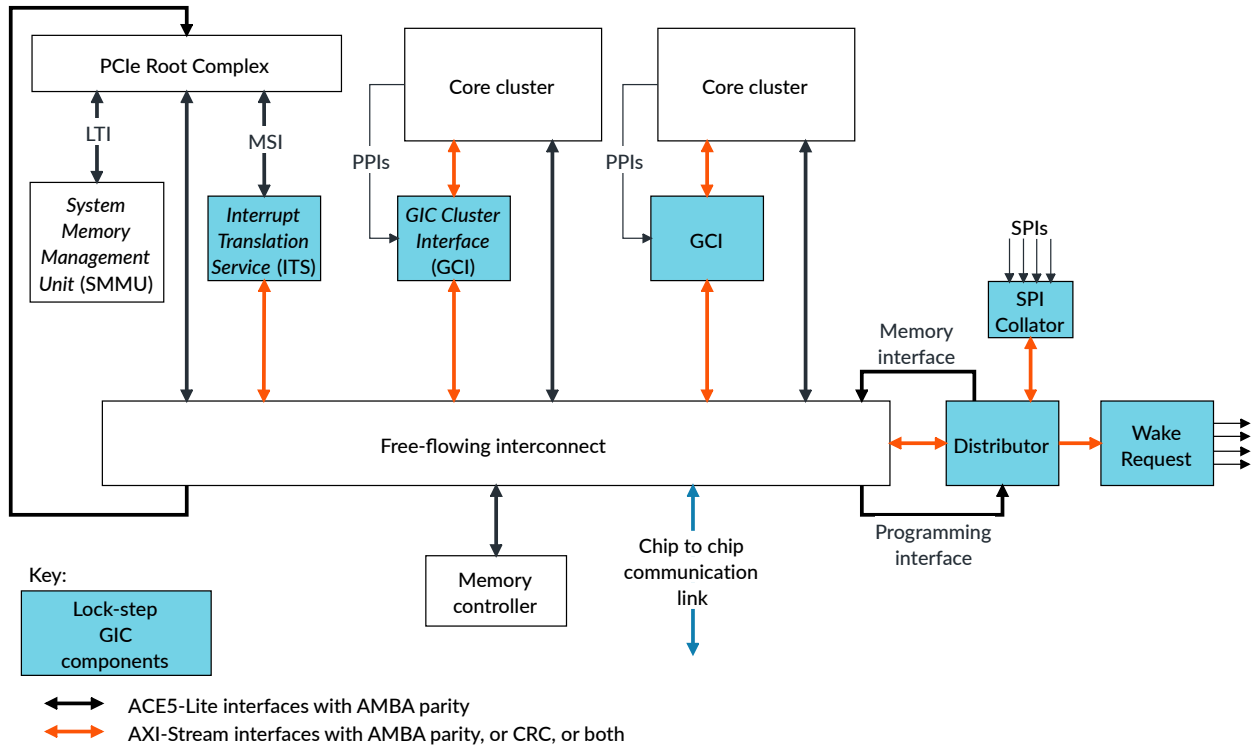 PCIe Root Complex
Core cluster
Core cluster
LTI
MSI
PPIs
PPIs
System
Memory
Management
Unit (SMMU)
Interrupt
Translation
Service (ITS)
GIC Cluster
Interface
(GCI)
GCI
SPIs
SPI
Collator
Memory
interface
Free-flowing interconnect
Distributor
Wake
Request
Programming
interface
Chip to chip
communication
link
Memory
controller
Key:
Lock-step
GIC
components
ACE5-Lite interfaces with AMBA parity
AXI-Stream interfaces with AMBA parity, or CRC, or both